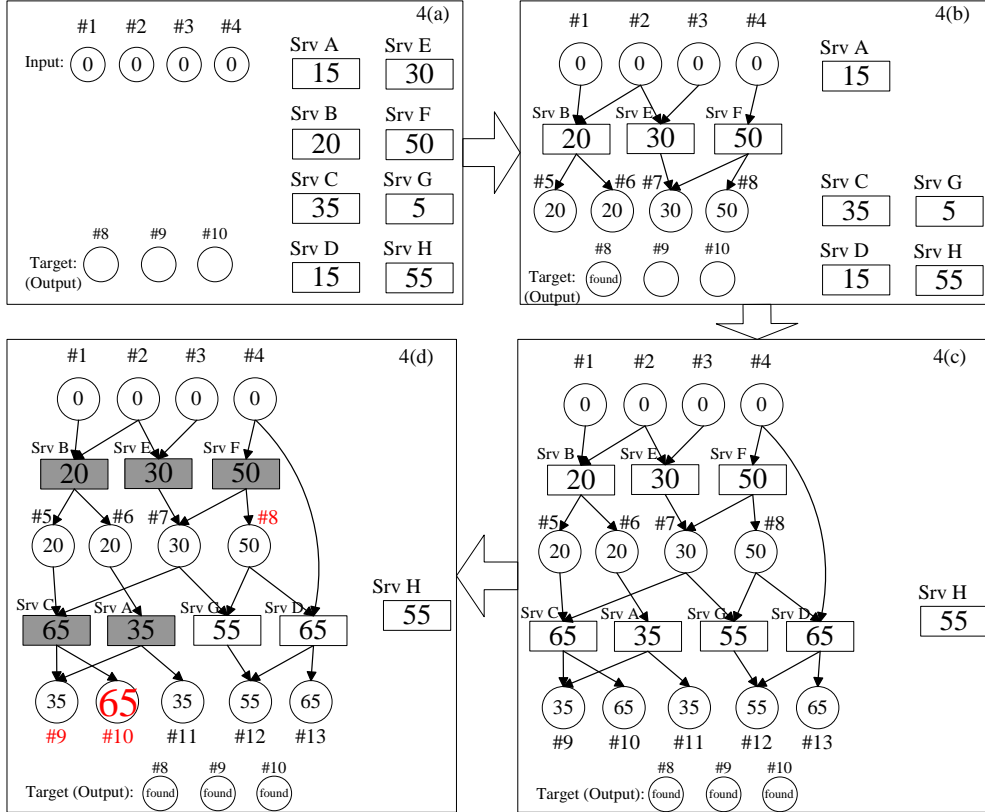 4(a)
#1 #2 #3 #4
Input: 0 0 0 0
Srv A Srv E
15 30
Srv B Srv F
20 50
Srv C Srv G
35 5
#8 #9 #10
Target:
(Output)
Srv D Srv H
15 55
4(b)
#1 #2 #3 #4
0 0 0 0
Srv A
15
Srv B Srv E Srv F
20 30 50
#5 #6 #7 #8
20 20 30 50
Srv C Srv G
35 5
#8 #9 #10
Target: found
(Output)
Srv D Srv H
15 55
4(d)
#1 #2 #3 #4
0 0 0 0
Srv B Srv E Srv F
20 30 50
#5 #6 #7 #8
20 20 30 50
Srv H
55
Srv C Srv A Srv G Srv D
65 35 55 65
35 65 35 55 65
#9 #10 #11 #12 #13
#8 #9 #10
Target (Output): found found found
4(c)
#1 #2 #3 #4
0 0 0 0
Srv B Srv E Srv F
20 30 50
#5 #6 #7 #8
20 20 30 50
Srv H
55
Srv C Srv A Srv G Srv D
65 35 55 65
35 65 35 55 65
#9 #10 #11 #12 #13
#8 #9 #10
Target (Output): found found found